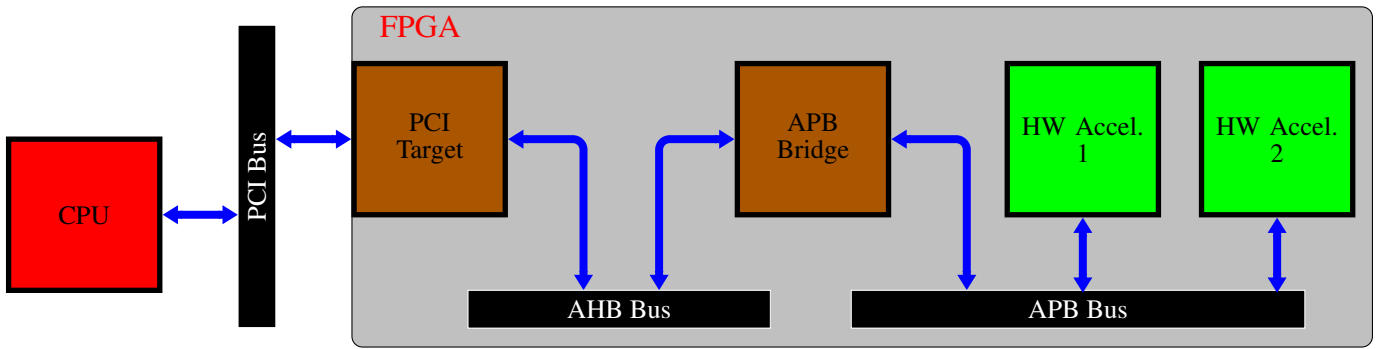 FPGA
CPU
PCI Bus
PCI
Target
AHB Bus
APB
Bridge
APB Bus
HW Accel.
1
HW Accel.
2